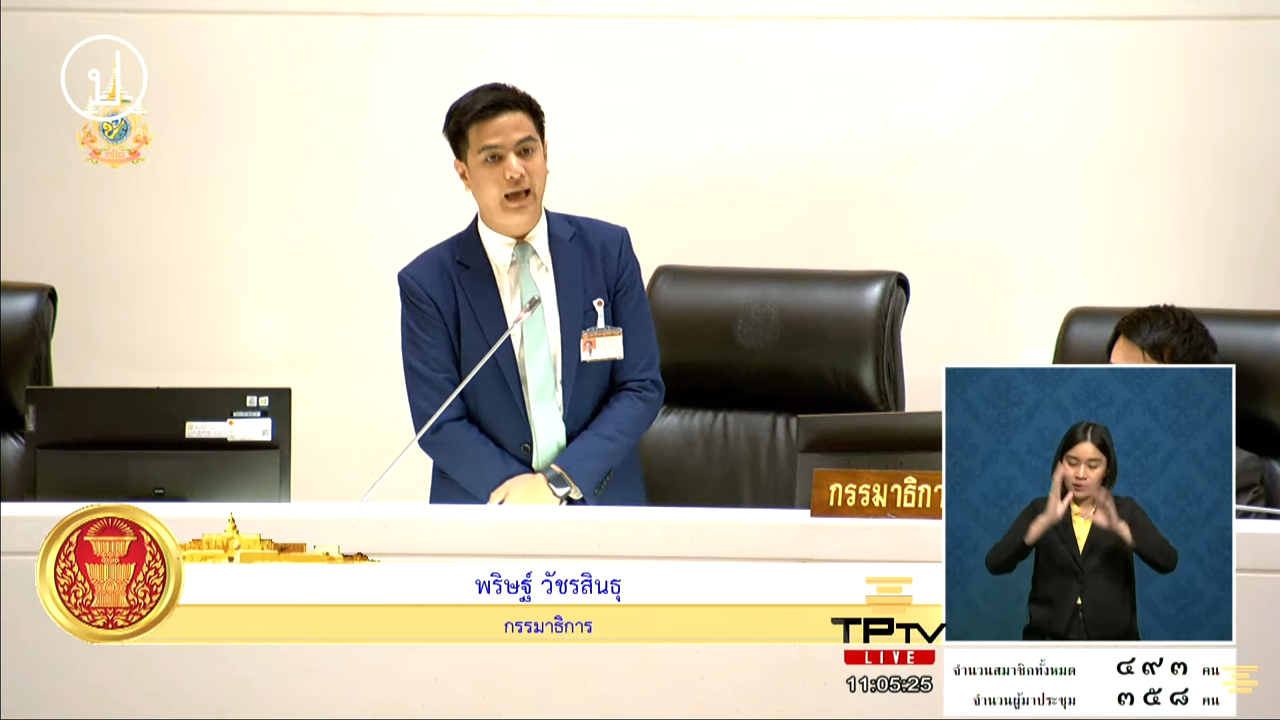 ป
กรรมาธิกา
พริษฐ์ วัชรสินธุ
กรรมาธิการ
TPTV
LIVE
11:05:25
จำนวนสมาชิกทั้งหมด ๔๙๓ คน
จำนวนผู้มาประชุม ๓๕๘ คน